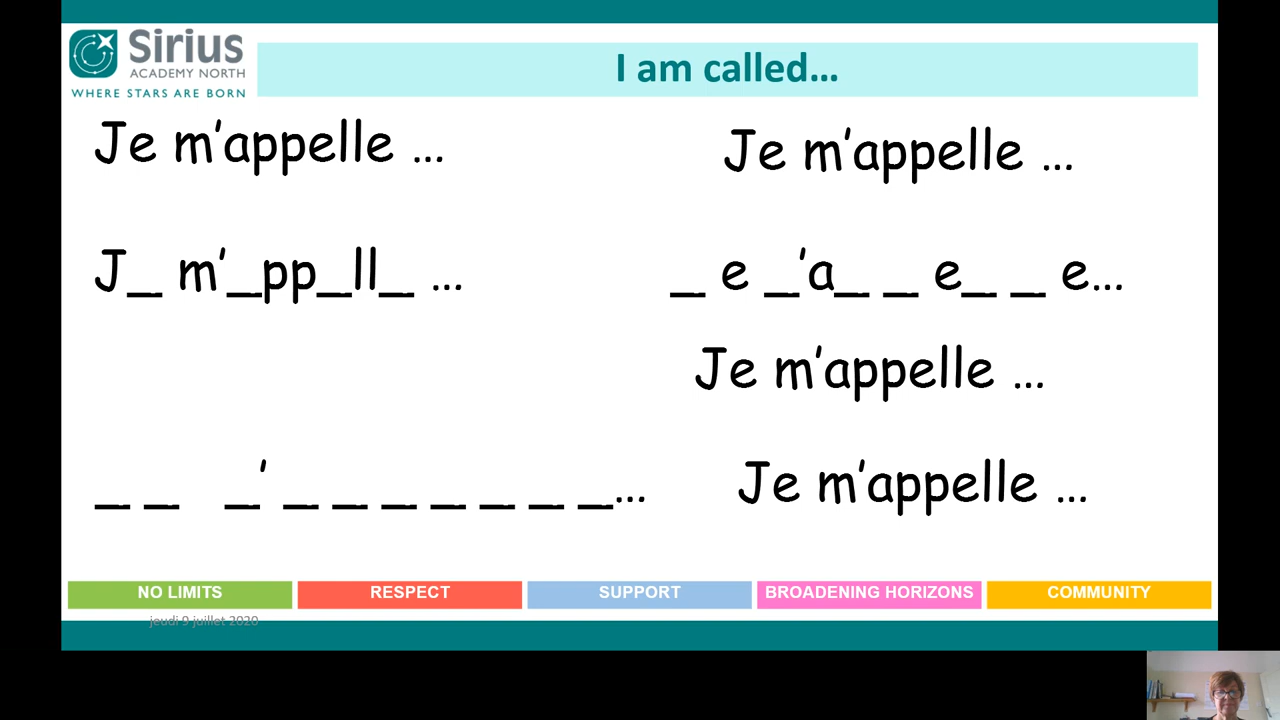 Sirius
ACADEMY NORTH
WHERE STARS ARE BORN
I am called...
Je m'appelle ...
Je m'appelle ...
J_ m'_pp_ll_ ...
_ e _'a_ _ e_ _ e...
Je m'appelle ...
_ _ _' _ _ _ _ _ _ _...
Je m'appelle ...
NO LIMITS
RESPECT
SUPPORT
BROADENING HORIZONS
COMMUNITY
jeudi 9 juillet 2020